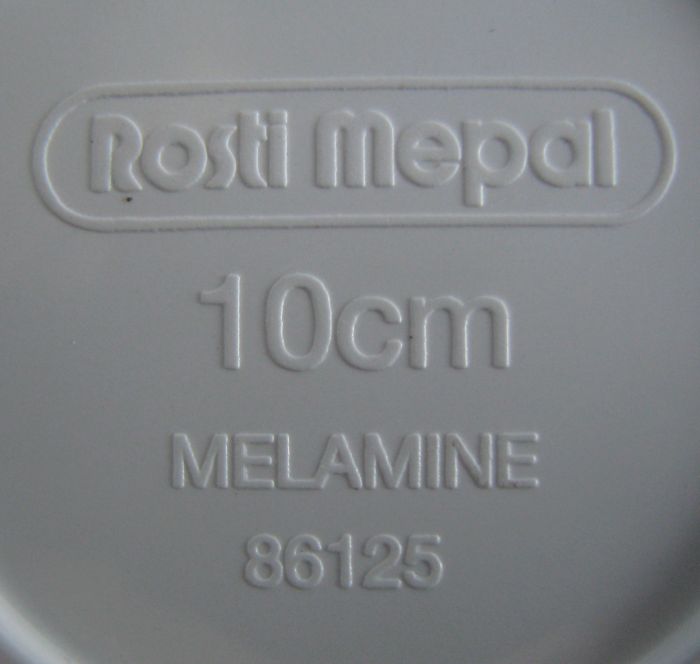 Rosti Mepal
10cm
MELAMINE
86125